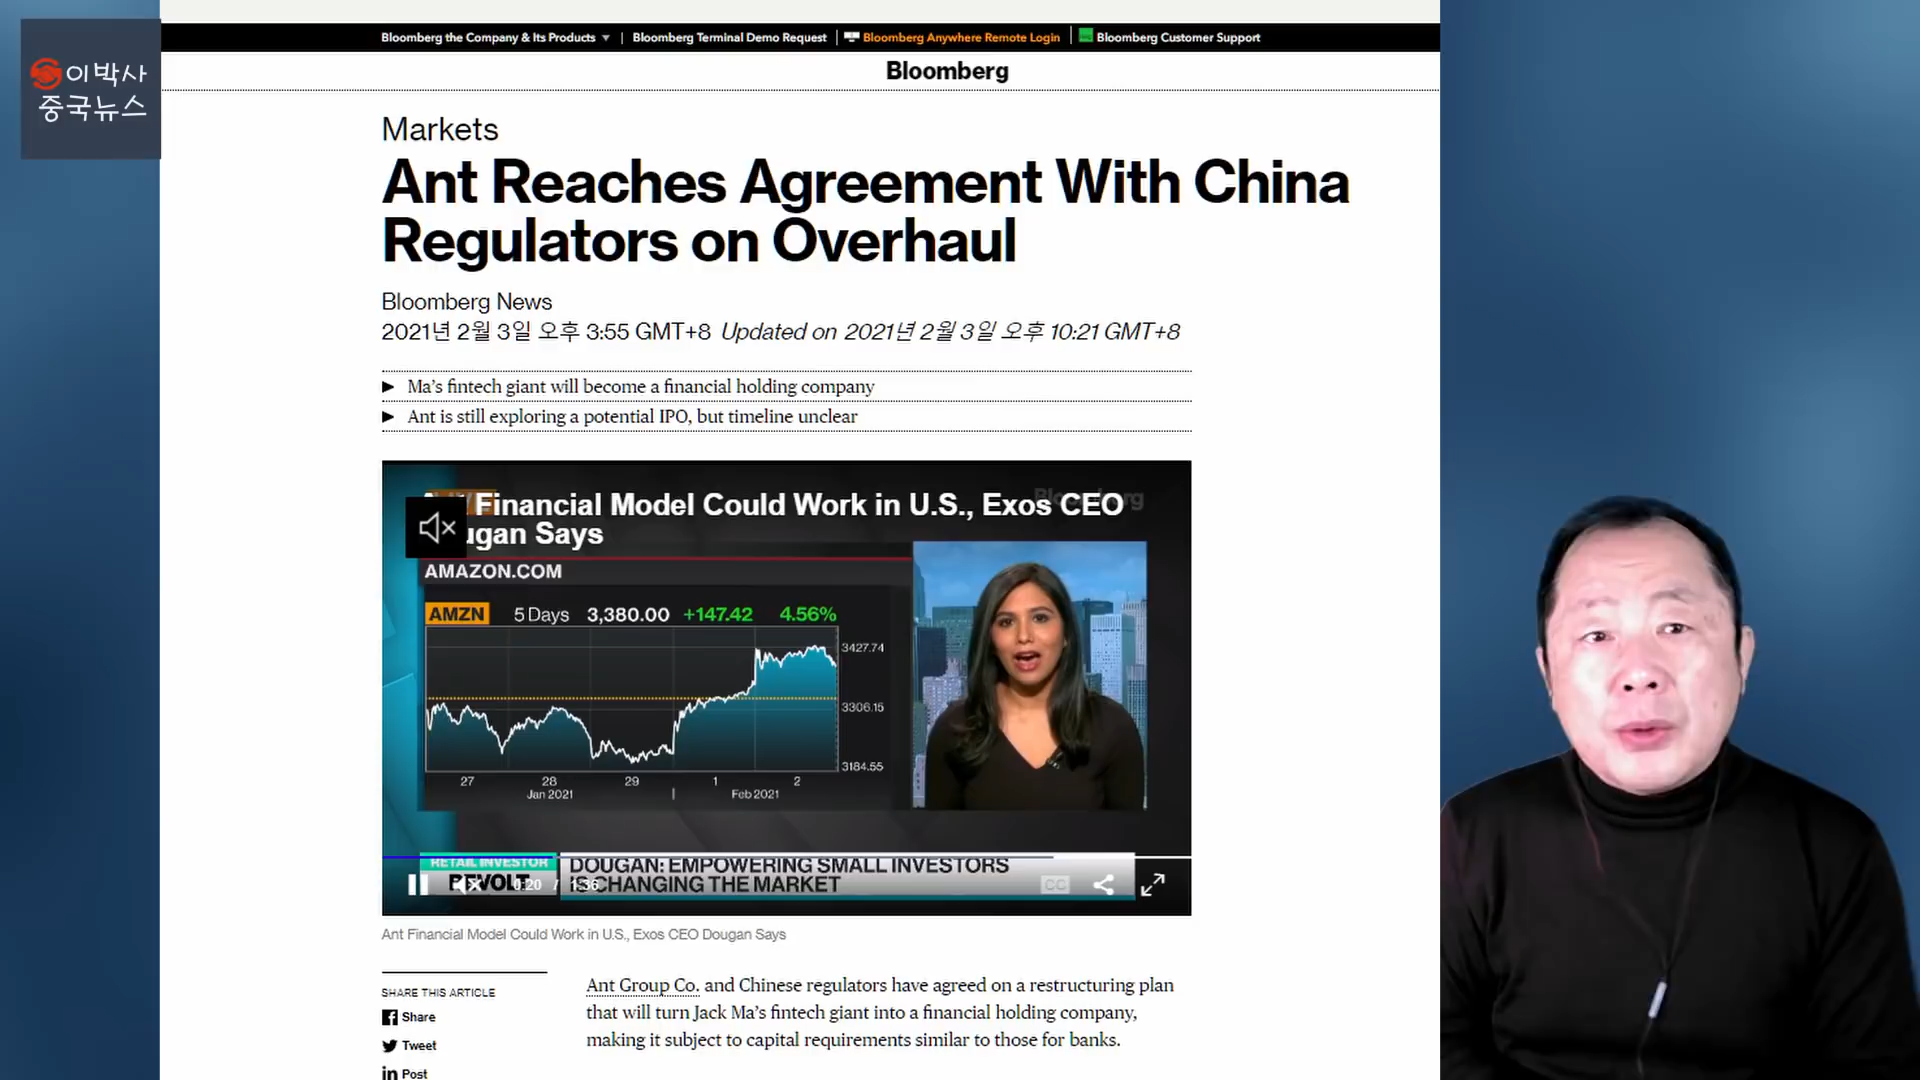 이박사
중국뉴스
Bloomberg the Company & Its Products
Bloomberg Terminal Demo Request
Bloomberg Anywhere Remote Login
Bloomberg Customer Support
Bloomberg
Markets
Ant Reaches Agreement With China
Regulators on Overhaul
Bloomberg News
2021년 2월 3일 오후 3:55 GMT+8 Updated on 2021년 2월 3일 오후 10:21 GMT+8
Ma's fintech giant will become a financial holding company
Ant is still exploring a potential IPO, but timeline unclear
Financial Model Could Work in U.S., Exos CEO
Says
Bloomberg
AMAZON.COM
AMZN 5 Days 3,380.00 +147.42 4.56%
3427.74
3306.15
3184.55
27 28 29 1 2
Jan 2021 Feb 2021
RETAIL INVESTOR
REVOLT
DOUGAN: EMPOWERING SMALL INVESTORS
IS CHANGING THE MARKET
0:20 / 1:36
CC
Ant Financial Model Could Work in U.S., Exos CEO Dougan Says
SHARE THIS ARTICLE
Share
Tweet
in Post
Ant Group Co. and Chinese regulators have agreed on a restructuring plan
that will turn Jack Ma's fintech giant into a financial holding company,
making it subject to capital requirements similar to those for banks.